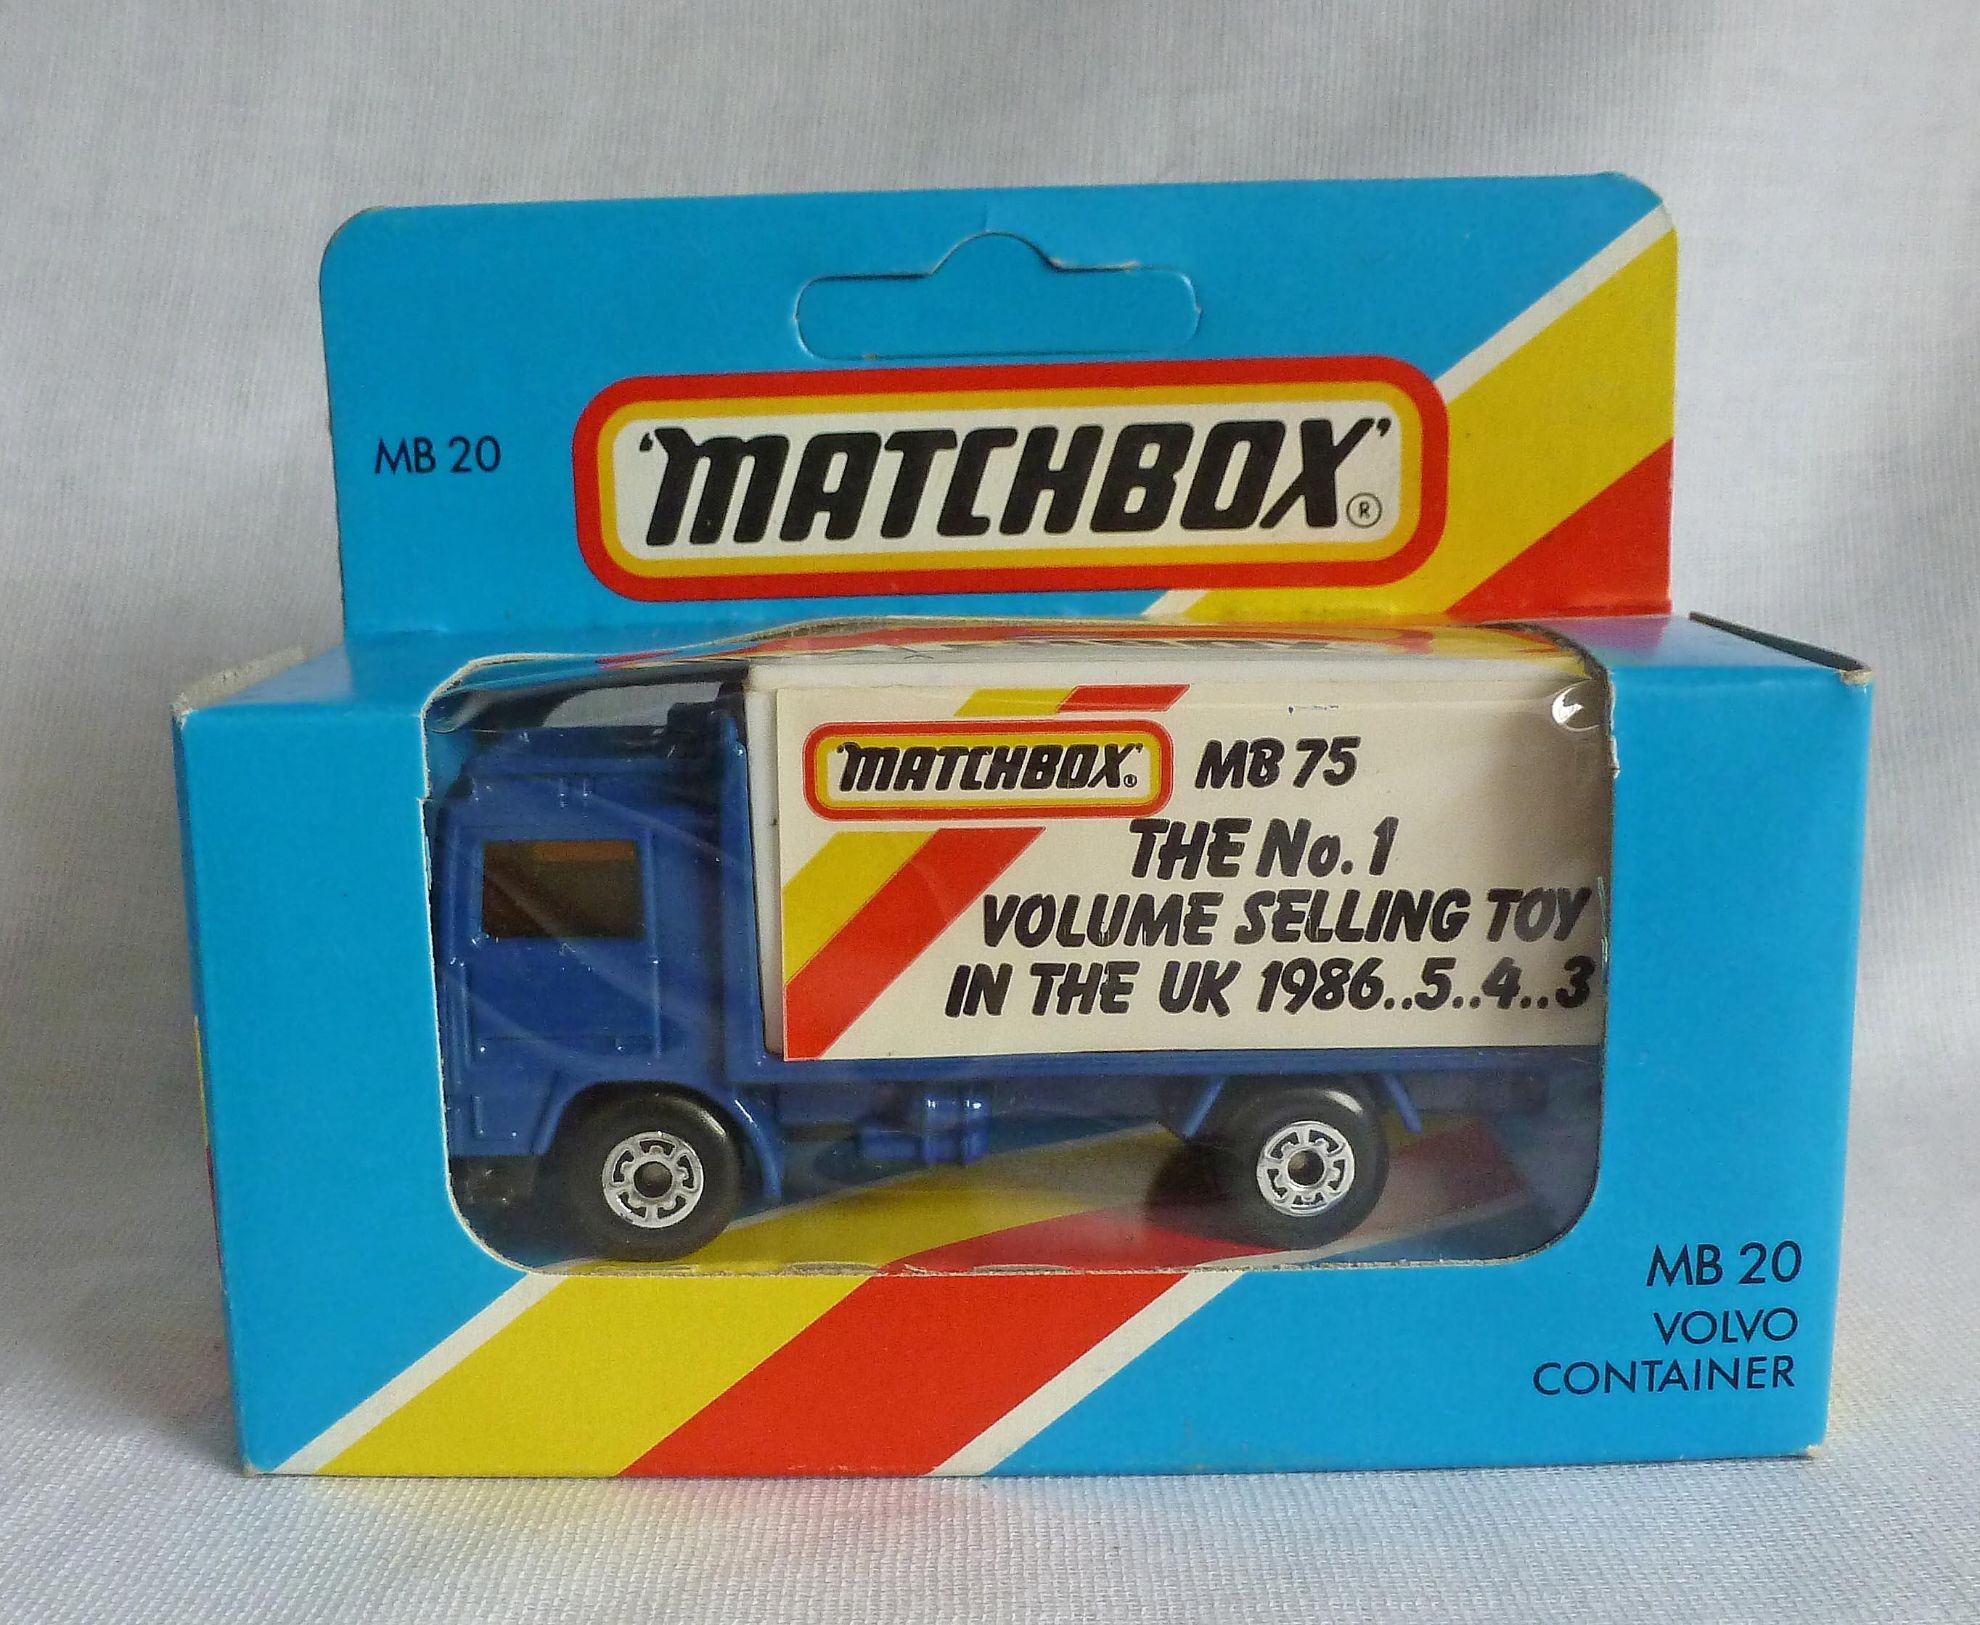 MB 20
'MATCHBOX'®
'MATCHBOX'® MB 75
THE No. 1
VOLUME SELLING TOY
IN THE UK 1986..5..4..3
MB 20
VOLVO
CONTAINER